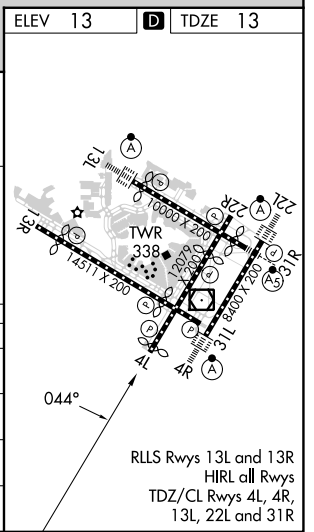 ELEV 13
D
TDZE 13
A
13L
P
22R
22L
A
10000 X 200
13R
P
TWR
338
P
P
31R
A5
12079
X 200
14511 X 200
8400 X 200
P
P
31L
4L
4R
A
044°
RLLS Rwys 13L and 13R
HIRL all Rwys
TDZ/CL Rwys 4L, 4R,
13L, 22L and 31R